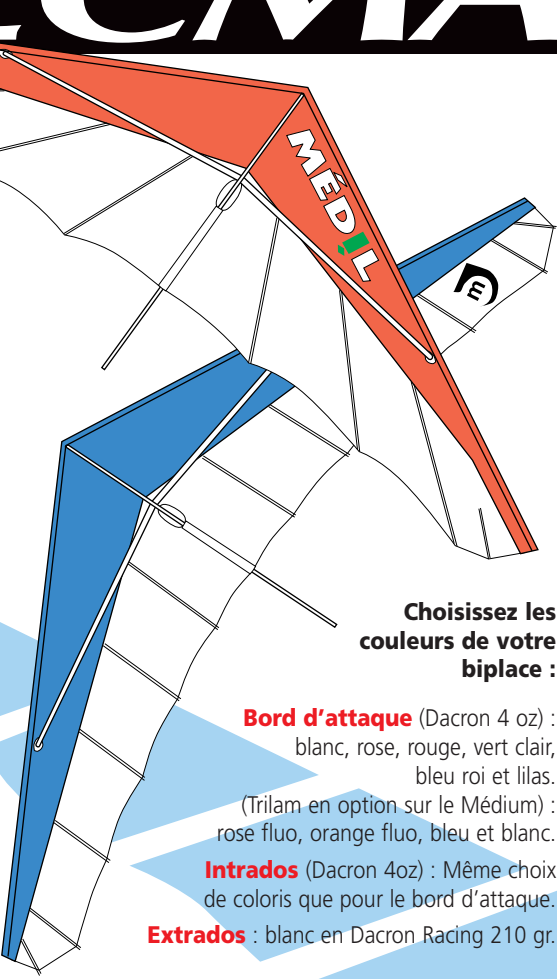 ECMA
MÉDIL
m
Choisissez les
couleurs de votre
biplace :
Bord d’attaque (Dacron 4 oz) :
blanc, rose, rouge, vert clair,
bleu roi et lilas.
(Trilam en option sur le Médium) :
rose fluo, orange fluo, bleu et blanc.
Intrados (Dacron 4oz) : Même choix
de coloris que pour le bord d’attaque.
Extrados : blanc en Dacron Racing 210 gr.